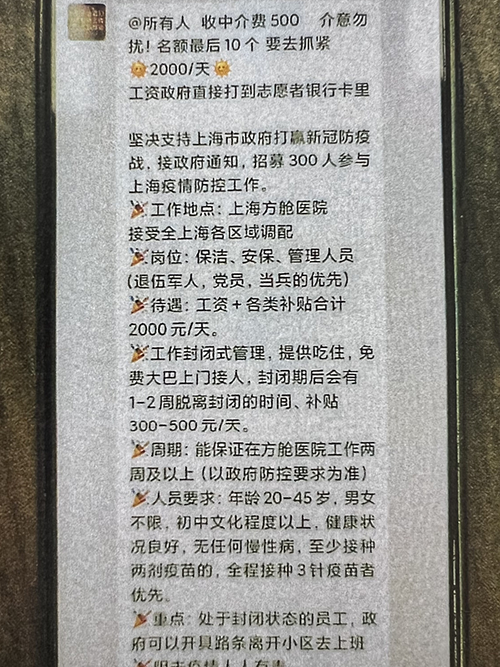 @所有人 收中介费500 介意勿
扰！名额最后10个 要去抓紧
2000/天
工资政府直接打到志愿者银行卡里
坚决支持上海市政府打赢新冠防疫
战，接政府通知，招募300人参与
上海疫情防控工作。
工作地点：上海方舱医院
接受全上海各区域调配
岗位：保洁、安保、管理人员
(退伍军人，党员，当兵的优先）
待遇：工资+各类补贴合计
2000元/天。
工作封闭式管理，提供吃住，免
费大巴上门接人，封闭期后会有
1-2周脱离封闭的时间、补贴
300-500元/天。
周期：能保证在方舱医院工作两
周及以上（以政府防控要求为准）
人员要求：年龄20-45岁，男女
不限，初中文化程度以上，健康状
况良好，无任何慢性病，至少接种
两剂疫苗的，全程接种3针疫苗者
优先。
重点：处于封闭状态的员工，政
府可以开具路条离开小区去上班